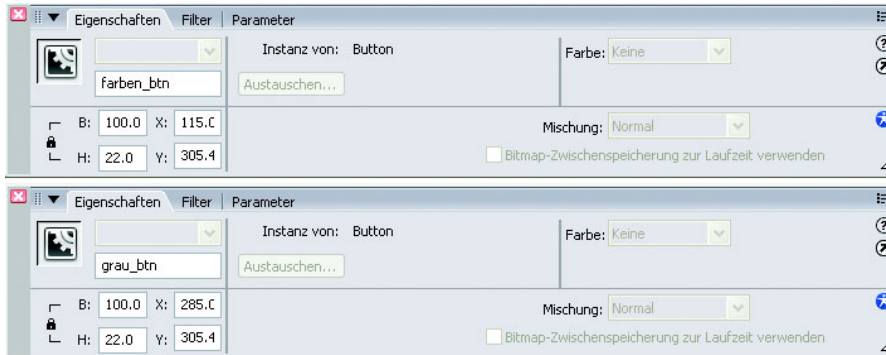 Eigenschaften Filter Parameter
Instanz von: Button Farbe: Keine
farben_btn Austauschen...
B: 100.0 X: 115.0 Mischung: Normal
H: 22.0 Y: 305.4 Bitmap-Zwischenspeicherung zur Laufzeit verwenden
Eigenschaften Filter Parameter
Instanz von: Button Farbe: Keine
grau_btn Austauschen...
B: 100.0 X: 285.0 Mischung: Normal
H: 22.0 Y: 305.4 Bitmap-Zwischenspeicherung zur Laufzeit verwenden